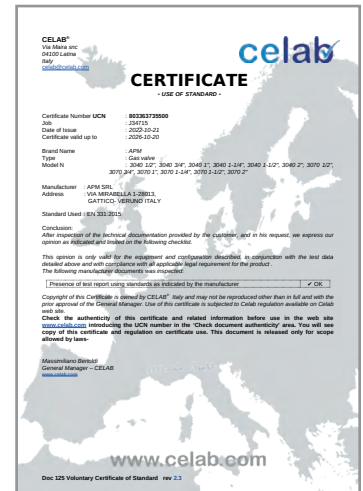 CELAB®
Via Maira snc
04100 Latina
Italy
celab@celab.com
celab
CERTIFICATE
- USE OF STANDARD -
Certificate Number UCN : 803363735500
Job : J34715
Date of Issue : 2022-10-21
Certificate valid up to : 2026-10-20
Brand Name : APM
Type : Gas valve
Model N : 3040 1/2", 3040 3/4", 3040 1", 3040 1-1/4", 3040 1-1/2", 3040 2", 3070 1/2",
3070 3/4", 3070 1", 3070 1-1/4", 3070 1-1/2", 3070 2"
Manufacturer : APM SRL
Address : VIA MIRABELLA 1-28013,
GATTICO- VERUNO ITALY
Standard Used : EN 331:2015
Conclusion:
After inspection of the technical documentation provided by the customer, and in his request, we express our
opinion as indicated and limited on the following checklist.
This opinion is only valid for the equipment and configuration described, in conjunction with the test data
detailed above and with compliance with all applicable legal requirement for the product .
The following manufacturer documents was inspected:
Presence of test report using standards as indicated by the manufacturer ✓ OK
Copyright of this Certificate is owned by CELAB® Italy and may not be reproduced other than in full and with the
prior approval of the General Manager. Use of this certificate is subjected to Celab regulation available on Celab
web site.
Check the authenticity of this certificate and related information before use in the web site
www.celab.com introducing the UCN number in the 'Check document authenticity' area. You will see
copy of this certificate and regulation on certificate use. This document is released only for scope
allowed by laws-
Massimiliano Bertoldi
General Manager – CELAB
www.celab.com
www.celab.com
Doc 125 Voluntary Certificate of Standard rev 2.3